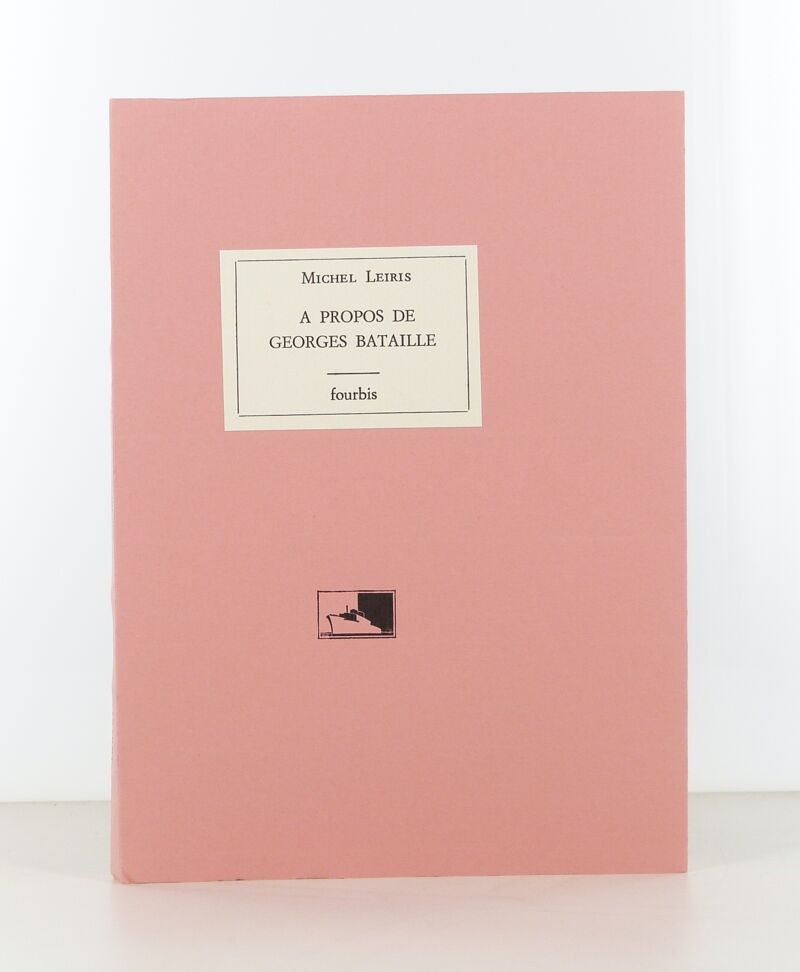 Michel Leiris
A PROPOS DE
GEORGES BATAILLE
fourbis